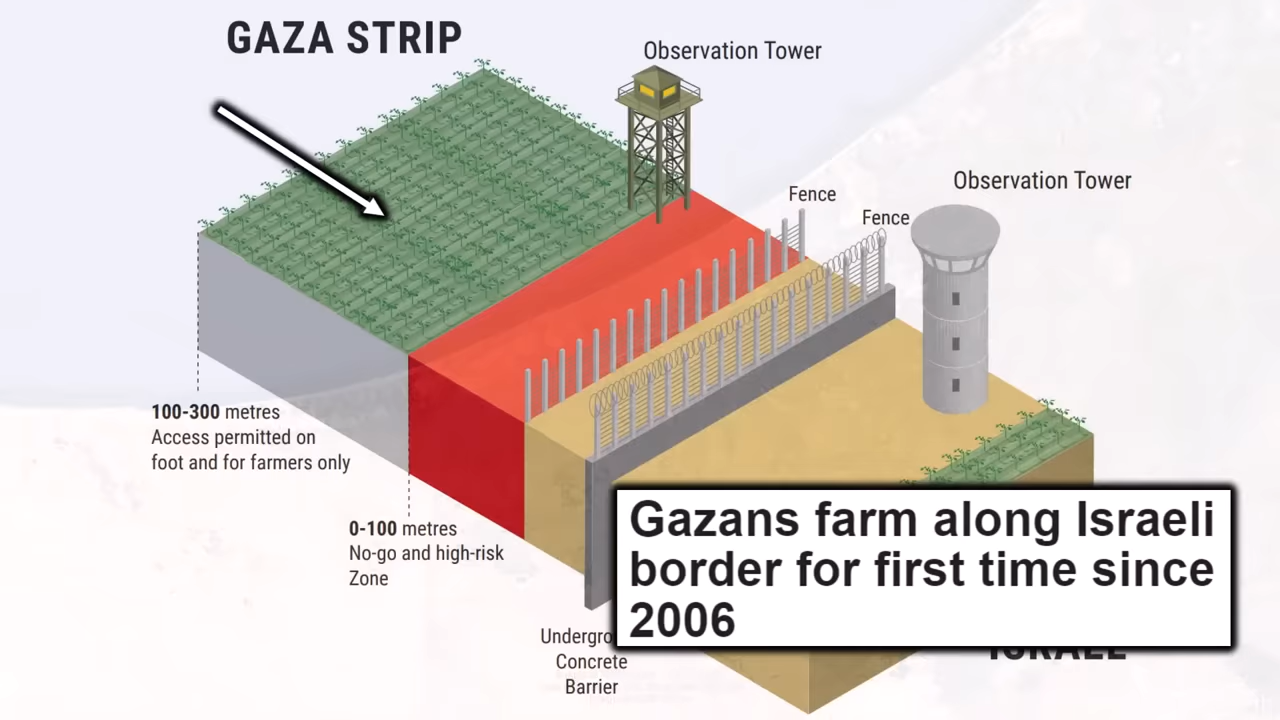 GAZA STRIP
Observation Tower
Observation Tower
Fence
Fence
100-300 metres
Access permitted on
foot and for farmers only
0-100 metres
No-go and high-risk
Zone
Gazans farm along Israeli
border for first time since
2006
Concrete
Barrier
ISRAEL